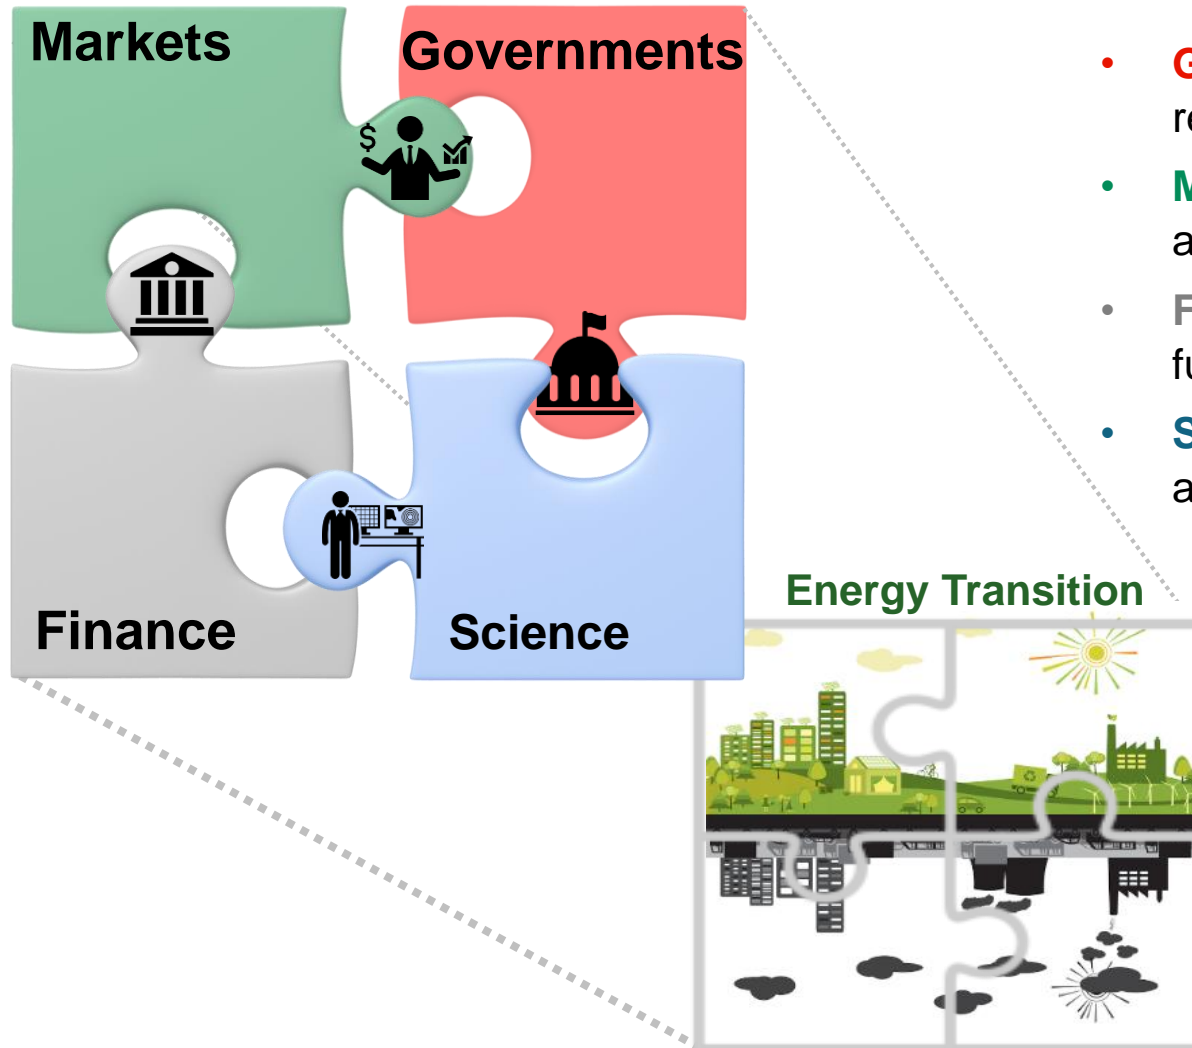 Markets
Governments
$
Finance
Science
Energy Transition